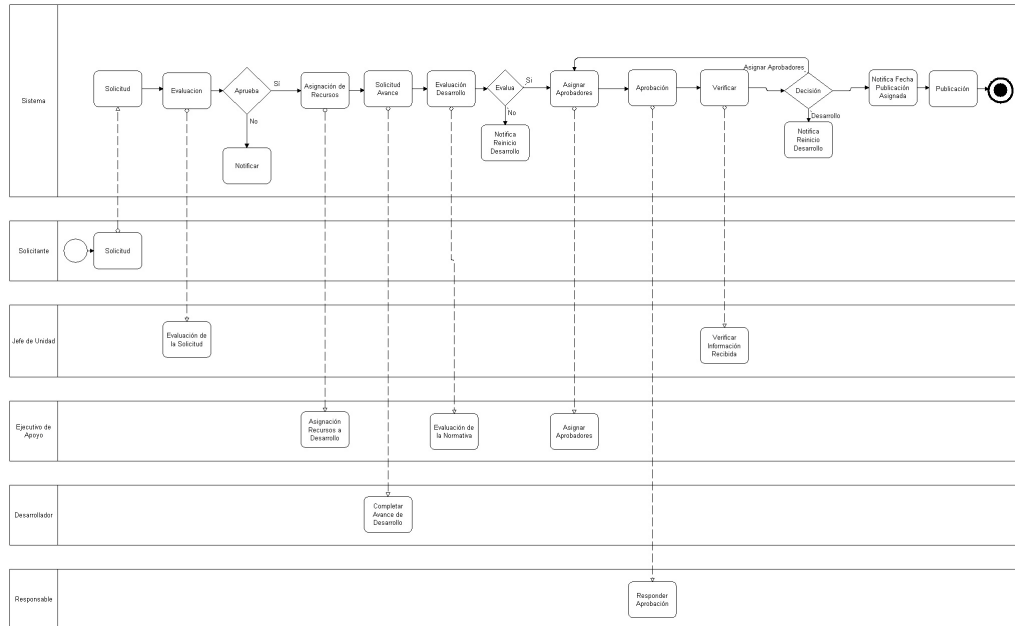 Sistema
Solicitud
Evaluacion
Aprueba
Sí
No
Notificar
Asignación de
Recursos
Solicitud
Avance
Evaluación
Desarrollo
Evalua
Si
No
Notifica
Reinicio
Desarrollo
Asignar
Aprobadores
Aprobación
Verificar
Asignar Aprobadores
Decisión
Desarrollo
Notifica
Reinicio
Desarrollo
Notifica Fecha
Publicación
Asignada
Publicación
Solicitante
Solicitud
Jefe de Unidad
Evaluación de
la Solicitud
Verificar
Información
Recibida
Ejecutivo de
Apoyo
Asignación
Recursos a
Desarrollo
Evaluación de
la Normativa
Asignar
Aprobadores
Desarrollador
Completar
Avance de
Desarrollo
Responsable
Responder
Aprobación